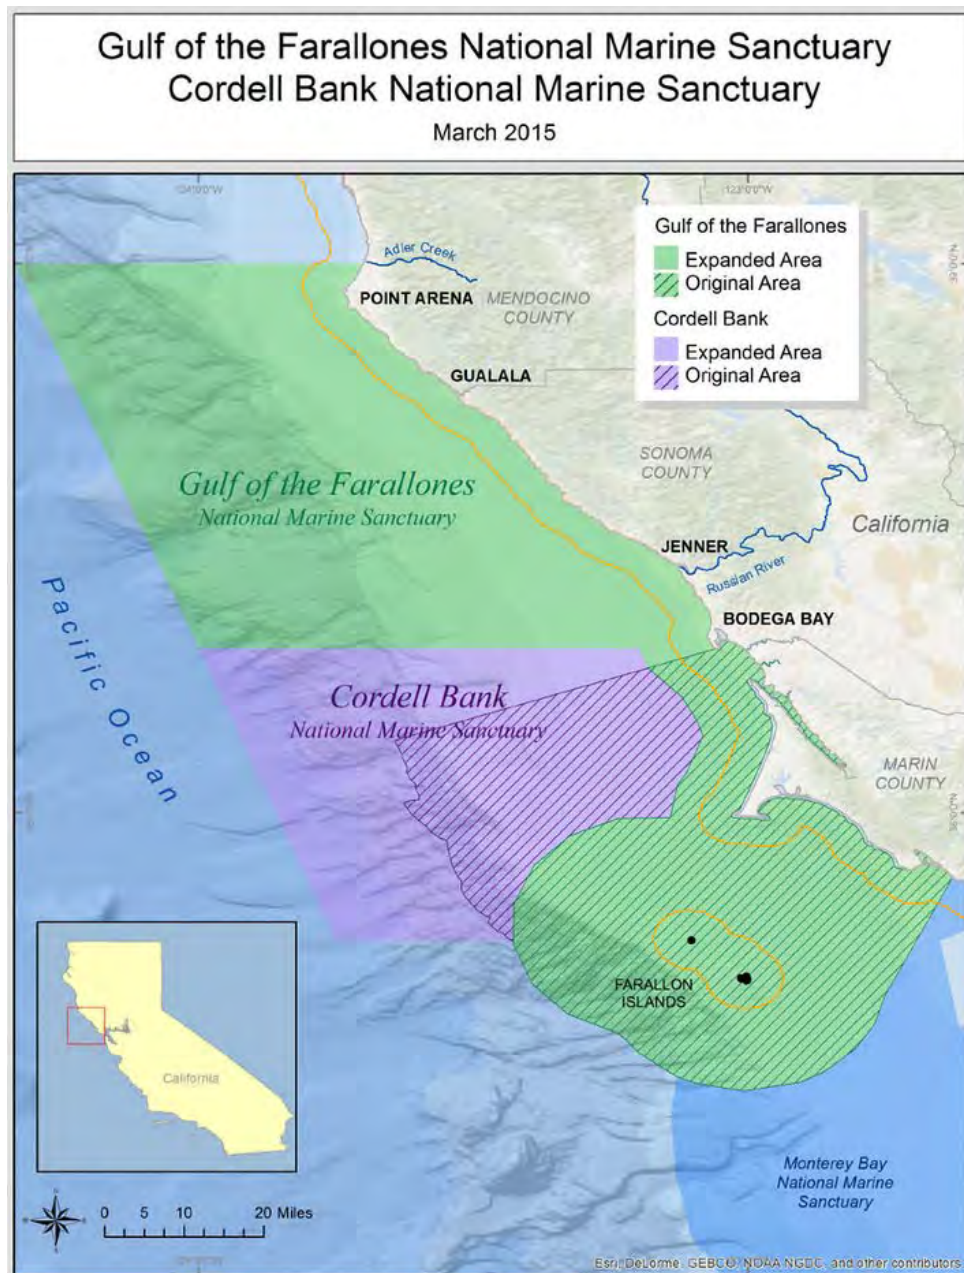 Gulf of the Farallones National Marine Sanctuary
Cordell Bank National Marine Sanctuary
March 2015
123°0'0"W
Gulf of the Farallones
Expanded Area
Original Area
Cordell Bank
Expanded Area
Original Area
Adler Creek
POINT ARENA
MENDOCINO
COUNTY
GUALALA
SONOMA
COUNTY
Gulf of the Farallones
National Marine Sanctuary
California
JENNER
Russian River
Pacific Ocean
BODEGA BAY
Cordell Bank
National Marine Sanctuary
MARIN
COUNTY
FARALLON
ISLANDS
California
Monterey Bay
National Marine
Sanctuary
0 5 10 20 Miles
Esri, DeLorme, GEBCO, NOAA NGDC, and other contributors